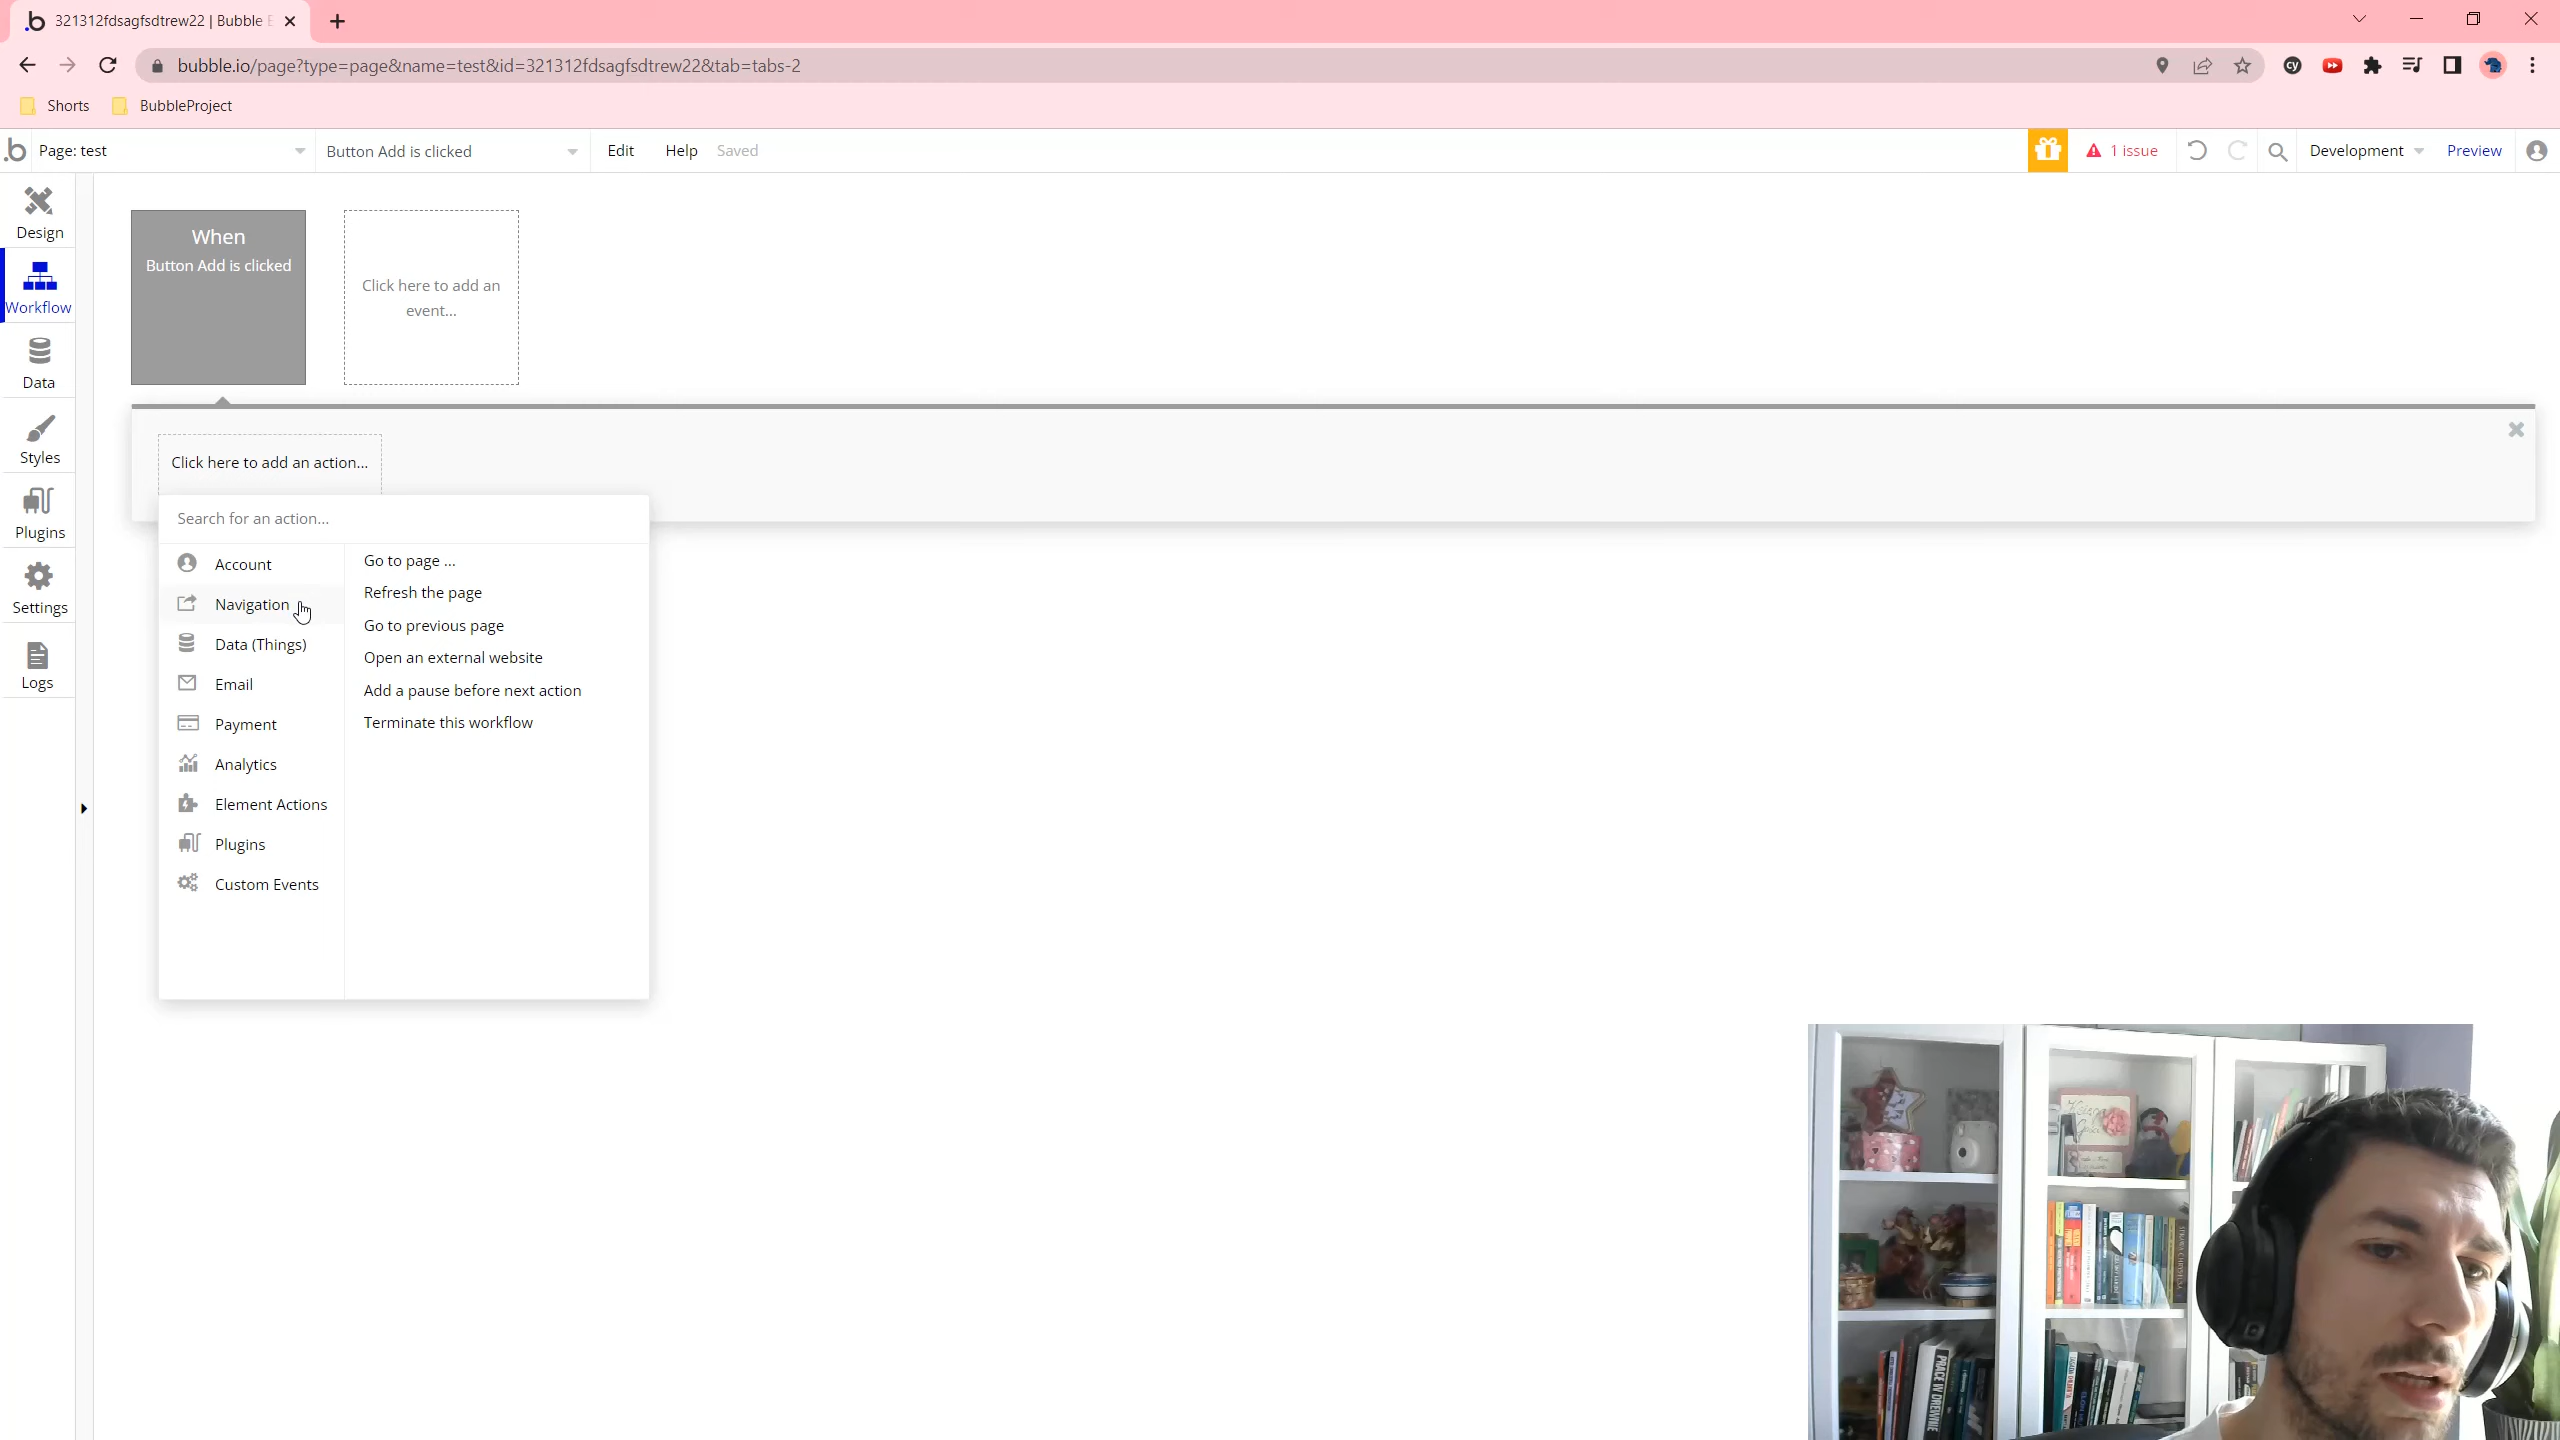 321312fdsagfsdtrew22 | Bubble E
bubble.io/page?type=page&name=test&id=321312fdsagfsdtrew22&tab=tabs-2
Shorts BubbleProject
Page: test Button Add is clicked Edit Help Saved 1 issue Development Preview
Design
Workflow
Data
Styles
Plugins
Settings
Logs
When
Button Add is clicked
Click here to add an
event...
Click here to add an action...
Search for an action...
Account
Navigation
Data (Things)
Email
Payment
Analytics
Element Actions
Plugins
Custom Events
Go to page ...
Refresh the page
Go to previous page
Open an external website
Add a pause before next action
Terminate this workflow
PRACE W DREWNIE